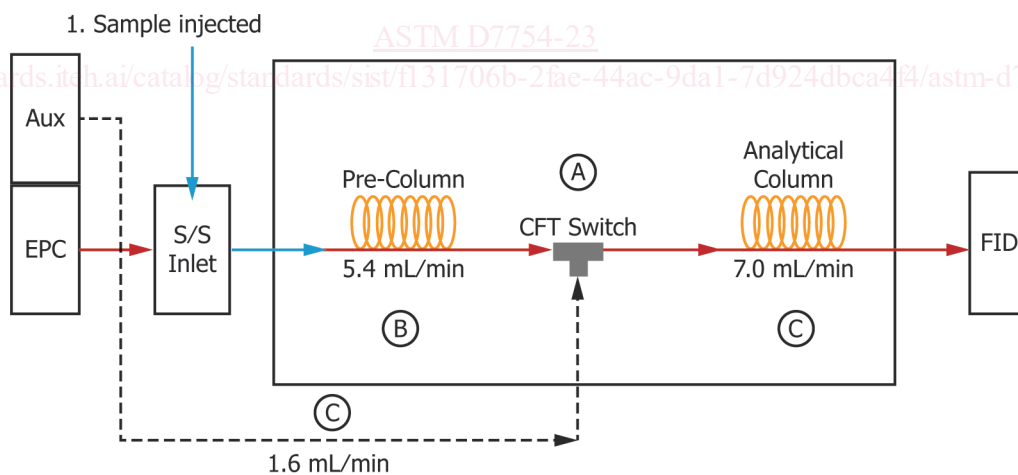 1. Sample injected
ASTM D7754-23
rds.iteh.ai/catalog/standards/sist/f131706b-2fae-44ac-9da1-7d924dbca4f4/astm-d7
Aux
EPC
S/S
Inlet
Pre-Column
5.4 mL/min
A
CFT Switch
Analytical
Column
7.0 mL/min
FID
B
C
C
1.6 mL/min